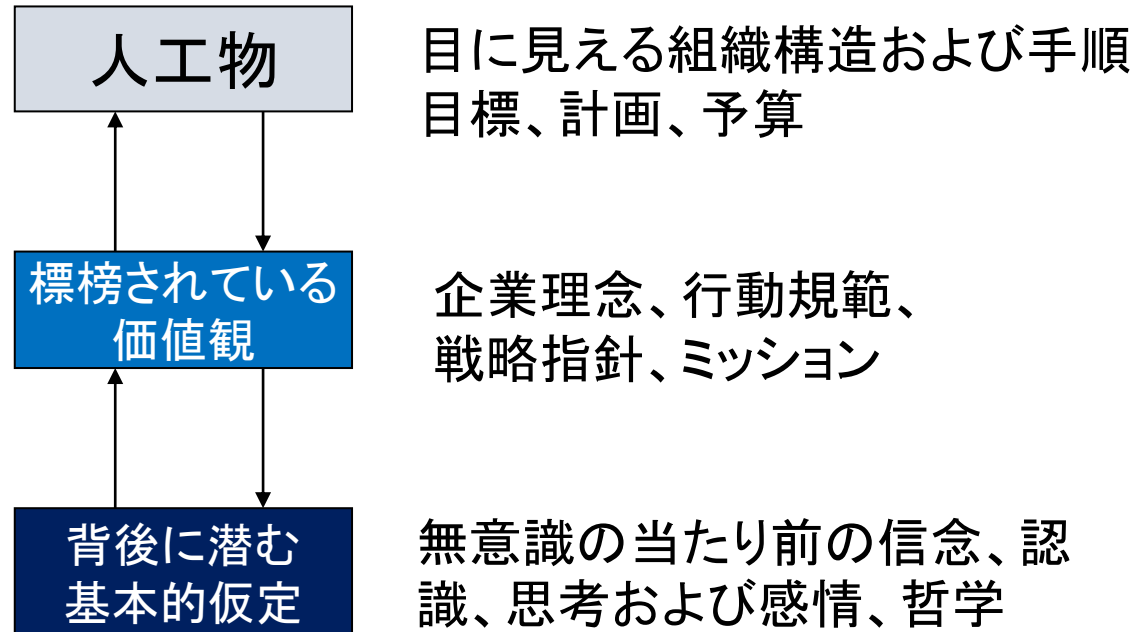 人工物
目に見える組織構造および手順
目標、計画、予算
標榜されている
価値観
企業理念、行動規範、
戦略指針、ミッション
背後に潜む
基本的仮定
無意識の当たり前の信念、認
識、思考および感情、哲学